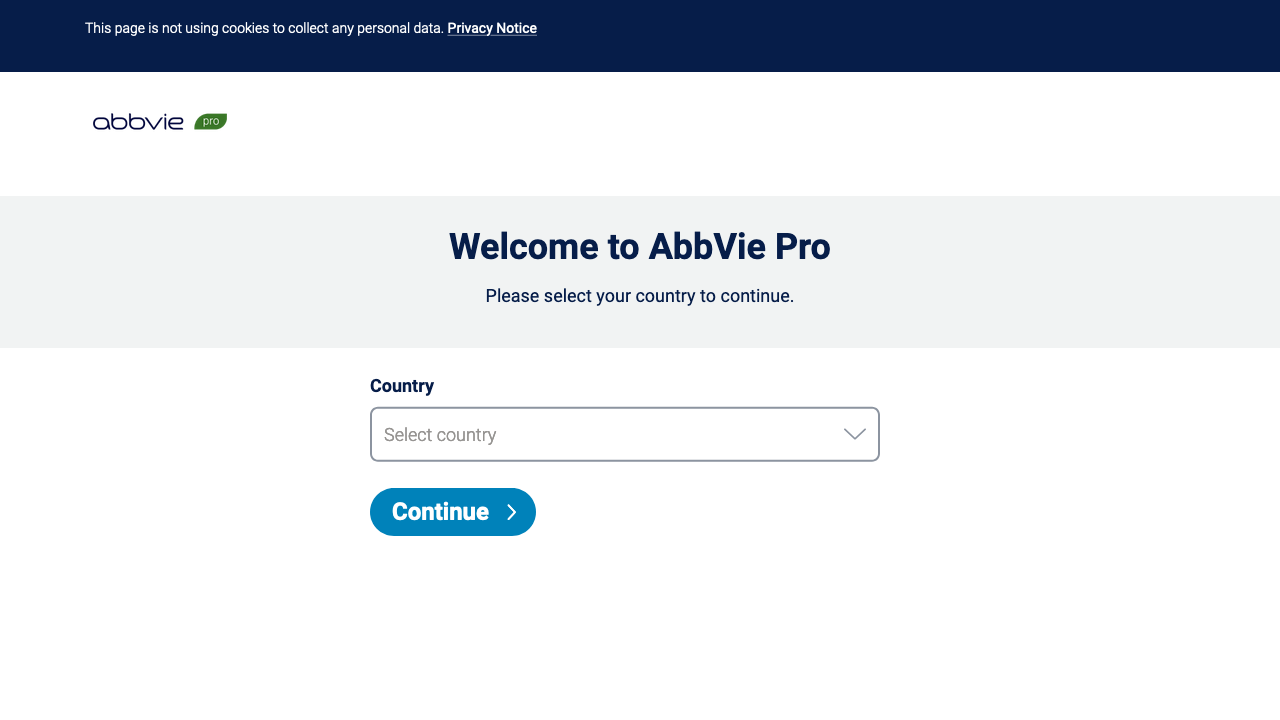 This page is not using cookies to collect any personal data. Privacy Notice
abbvie pro
Welcome to AbbVie Pro
Please select your country to continue.
Country
Select country
Continue